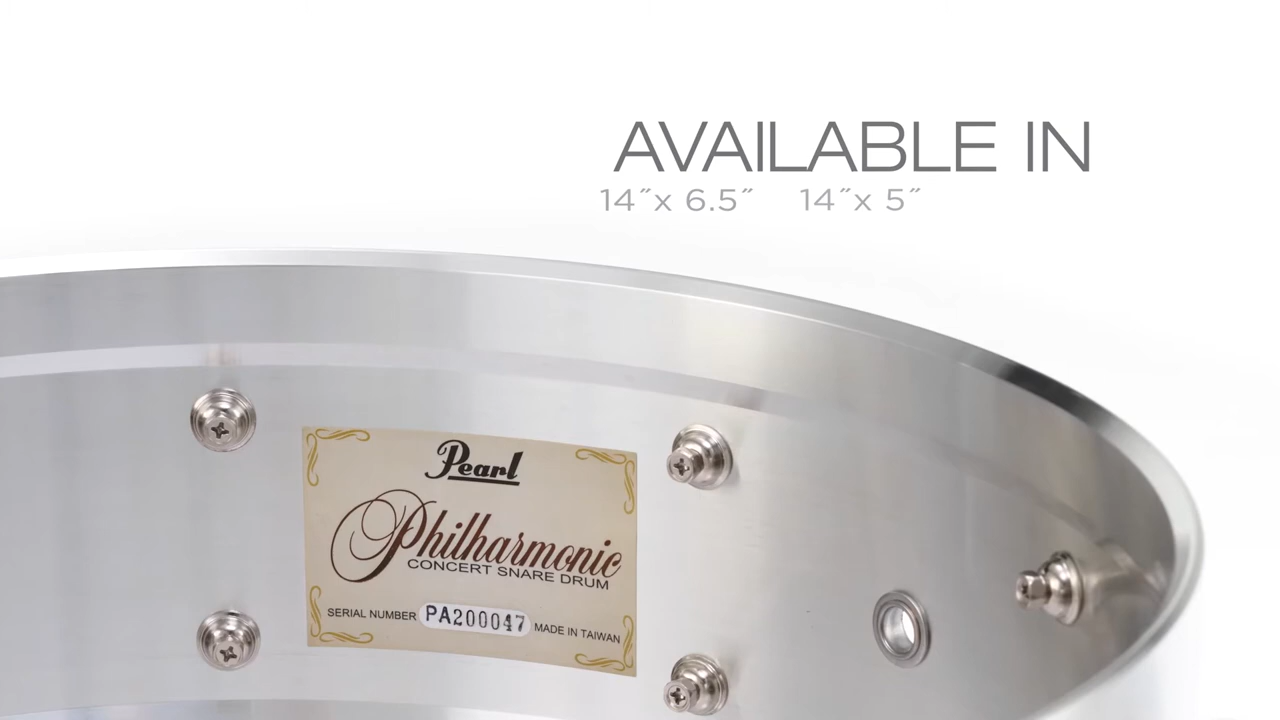 AVAILABLE IN
14˝x 6.5˝ 14˝x 5˝
Pearl
Philharmonic
CONCERT SNARE DRUM
SERIAL NUMBER PA200047 MADE IN TAIWAN